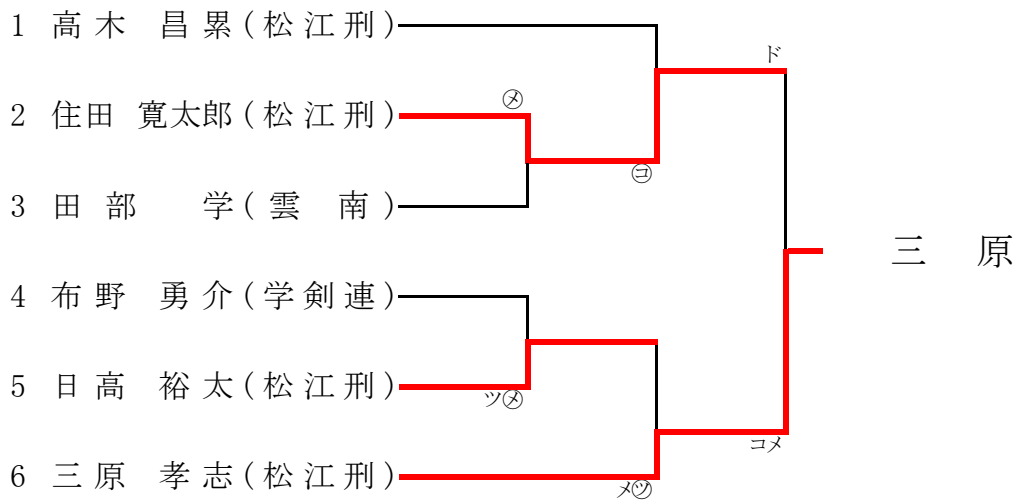 1 高木 昌累(松江刑)
ド
㋱
2 住田 寛太郎(松江刑)
㋙
3 田部 学(雲南)
三原
4 布野 勇介(学剣連)
5 日高 裕太(松江刑)
ツ㋱
コメ
6 三原 孝志(松江刑)
メ㋡